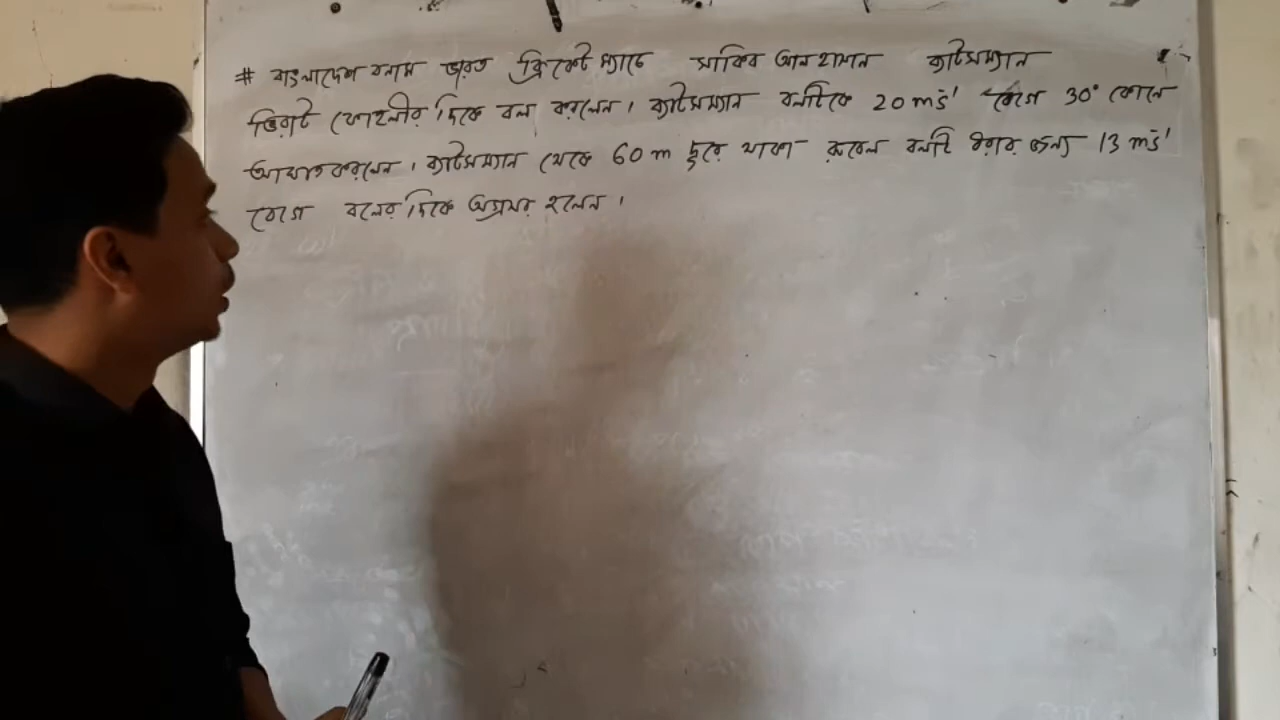 # বাংলাদেশ বনাম ভারত ক্রিকেট ম্যাচে সাকিব আল হাসান ব্যাটসম্যান
ভিরাট কোহলীর দিকে বল করলেন। ব্যাটসম্যান বলটিকে 20 ms⁻¹ বেগে 30° কোণে
আঘাত করলেন। ব্যাটসম্যান থেকে 60 m দূরে থাকা রুবেল বলটি ধরার জন্য 13 ms⁻¹
বেগে বলের দিকে অগ্রসর হলেন।